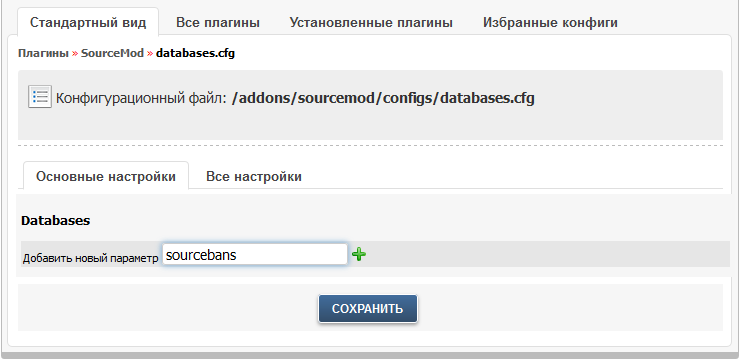 Стандартный вид Все плагины Установленные плагины Избранные конфиги
Плагины » SourceMod » databases.cfg
Конфигурационный файл: /addons/sourcemod/configs/databases.cfg
Основные настройки Все настройки
Databases
Добавить новый параметр sourcebans
СОХРАНИТЬ